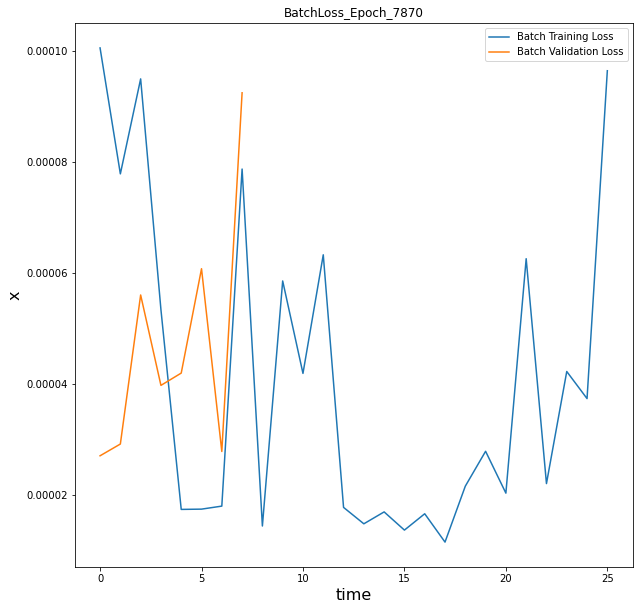 BatchLoss_Epoch_7870
Batch Training Loss
Batch Validation Loss
0.00010
0.00008
0.00006
0.00004
0.00002
x
0 5 10 15 20 25
time